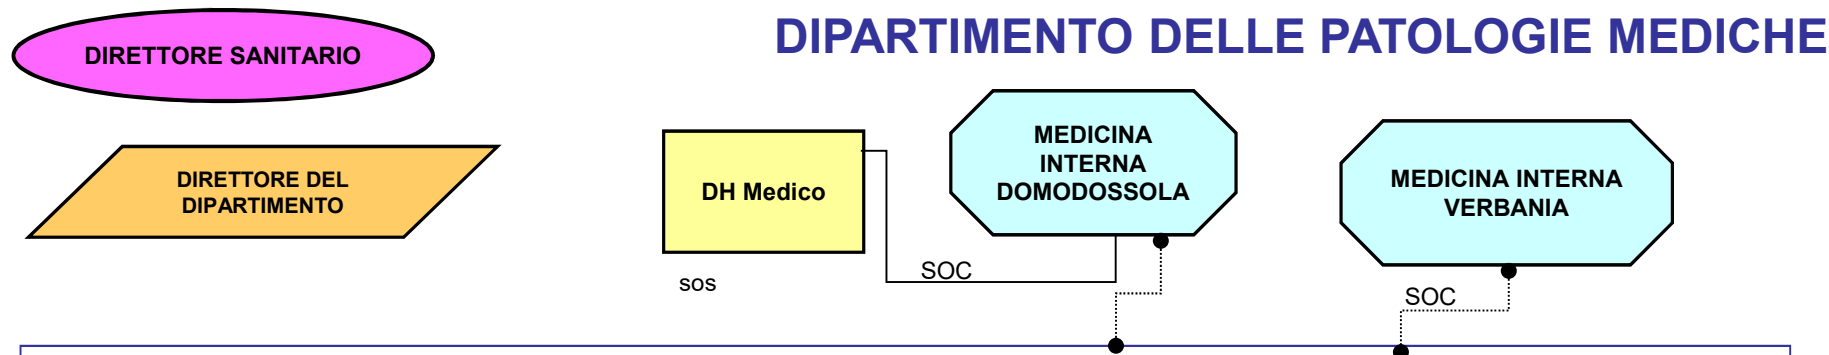 DIPARTIMENTO DELLE PATOLOGIE MEDICHE
DIRETTORE SANITARIO
DIRETTORE DEL
DIPARTIMENTO
DH Medico
sos
MEDICINA
INTERNA
DOMODOSSOLA
SOC
MEDICINA INTERNA
VERBANIA
SOC